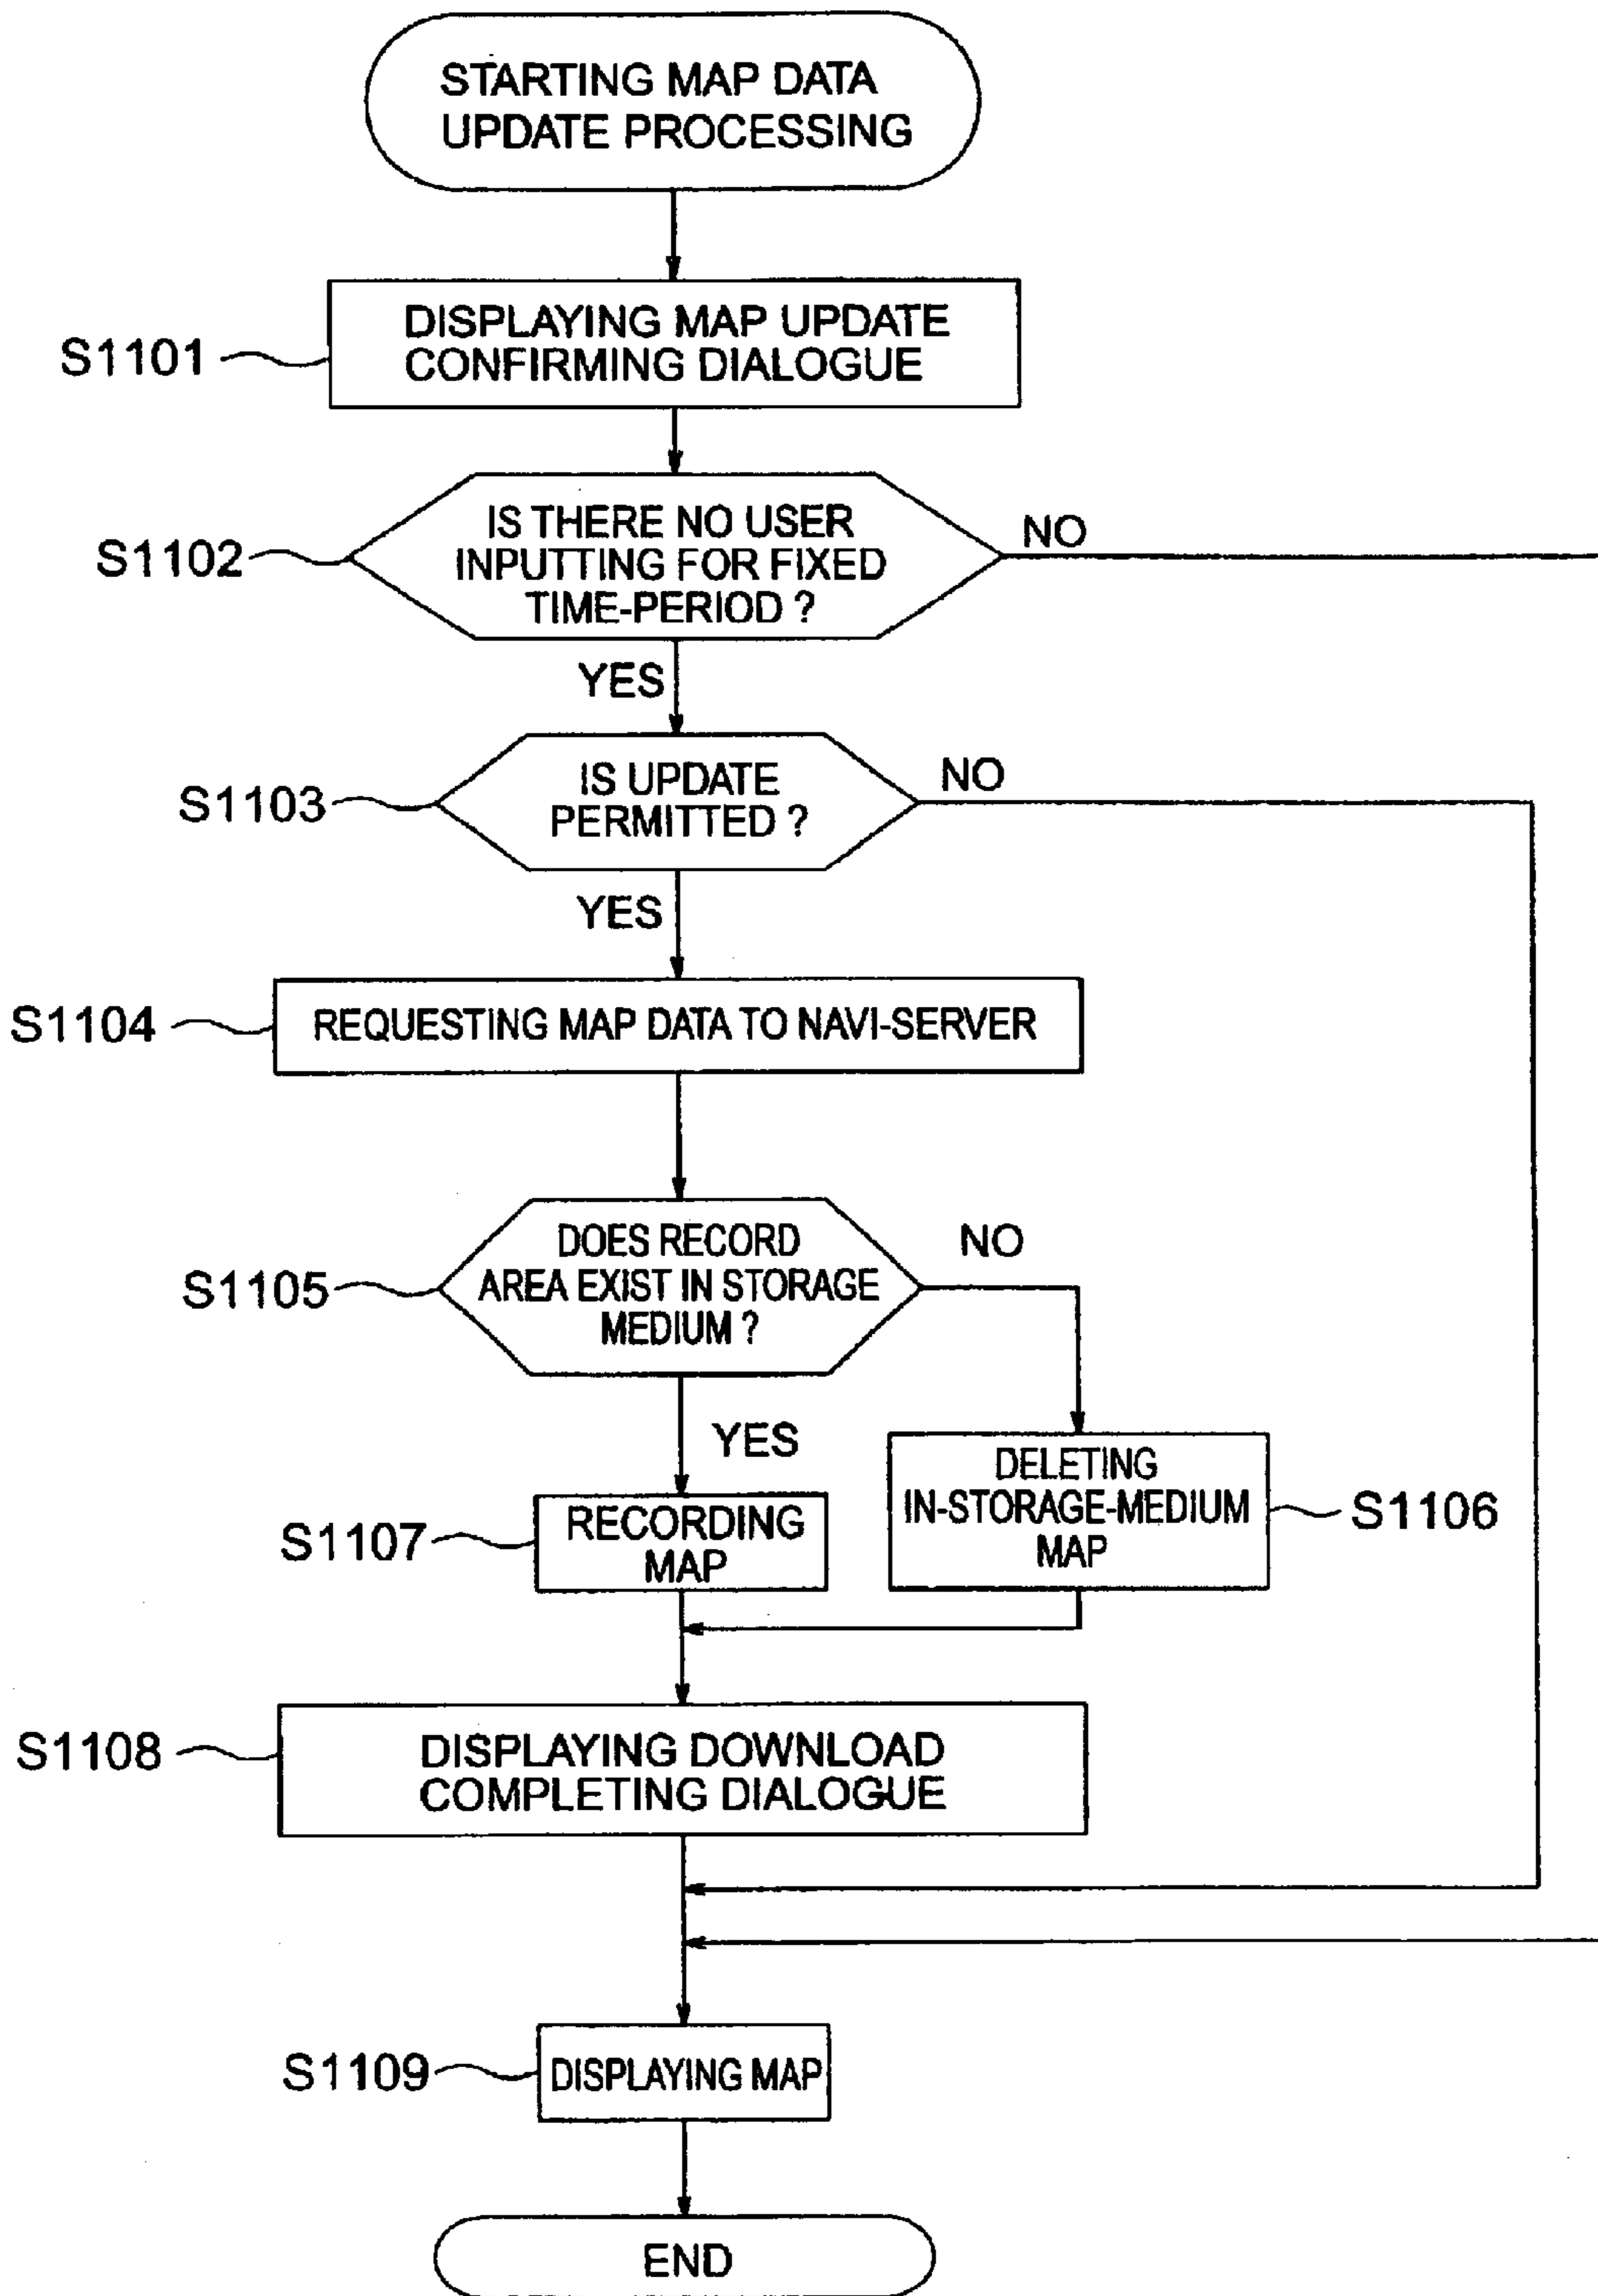 STARTING MAP DATA
UPDATE PROCESSING
S1101
DISPLAYING MAP UPDATE
CONFIRMING DIALOGUE
S1102
IS THERE NO USER
INPUTTING FOR FIXED
TIME-PERIOD ?
NO
YES
S1103
IS UPDATE
PERMITTED ?
NO
YES
S1104
REQUESTING MAP DATA TO NAVI-SERVER
S1105
DOES RECORD
AREA EXIST IN STORAGE
MEDIUM ?
NO
YES
S1107
RECORDING
MAP
DELETING
IN-STORAGE-MEDIUM
MAP
S1106
S1108
DISPLAYING DOWNLOAD
COMPLETING DIALOGUE
S1109
DISPLAYING MAP
END